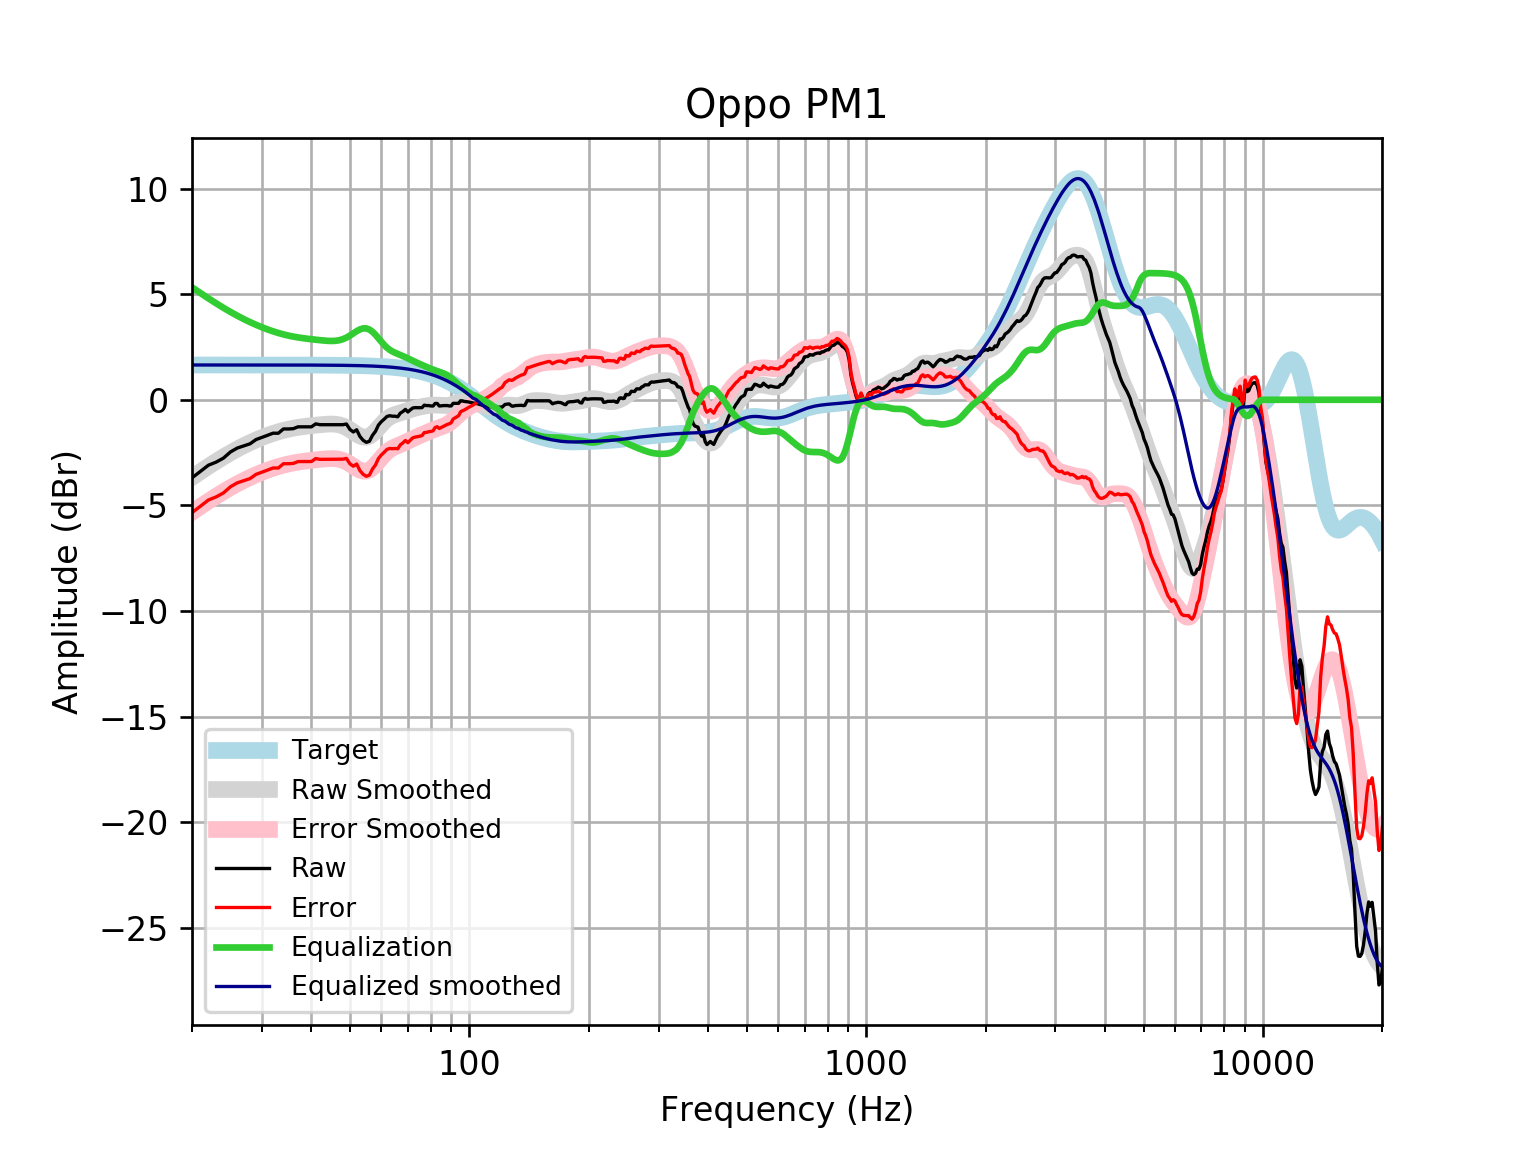 Oppo PM1
10
5
0
−5
−10
−15
−20
−25
Amplitude (dBr)
Target
Raw Smoothed
Error Smoothed
Raw
Error
Equalization
Equalized smoothed
100 1000 10000
Frequency (Hz)